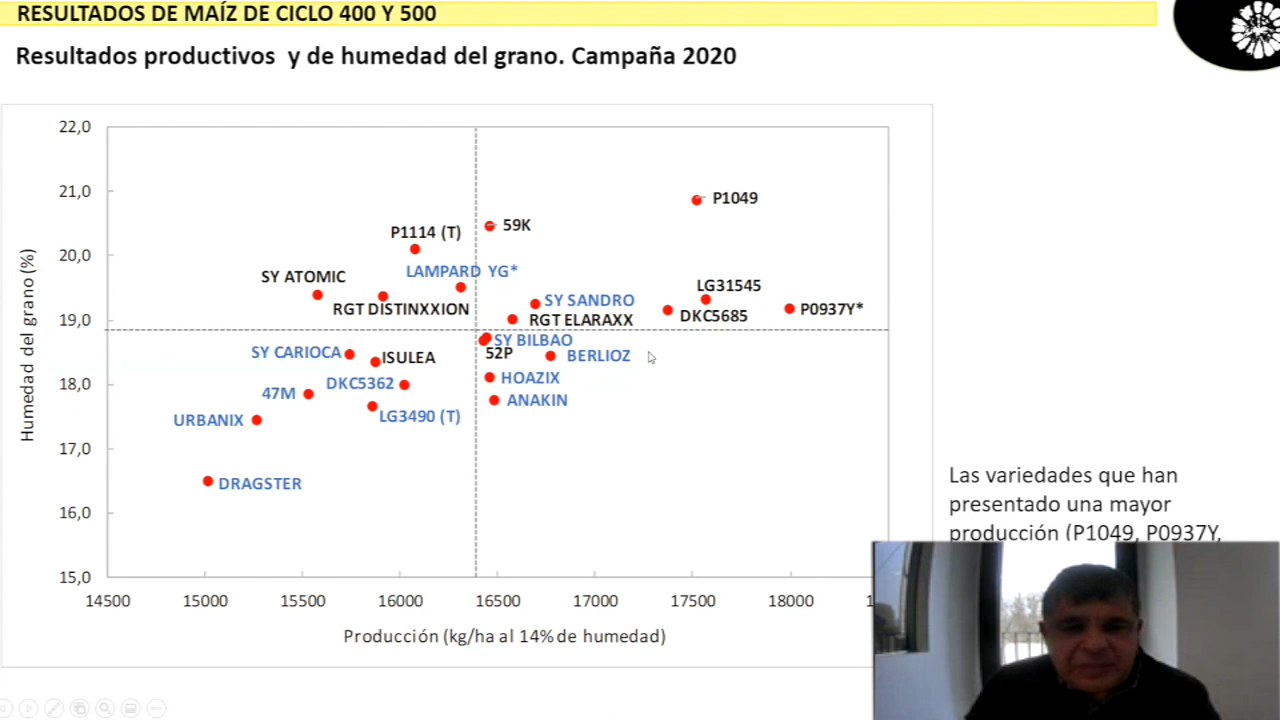 RESULTADOS DE MAÍZ DE CICLO 400 Y 500
Resultados productivos y de humedad del grano. Campaña 2020
22,0
21,0
20,0
19,0
18,0
17,0
16,0
15,0
Humedad del grano (%)
P1049
59K
P1114 (T)
LAMPARD YG*
SY ATOMIC
LG31545
SY SANDRO
RGT DISTINXXION
P0937Y*
DKC5685
RGT ELARAXX
SY BILBAO
SY CARIOCA
52P
BERLIOZ
ISULEA
HOAZIX
DKC5362
47M
ANAKIN
LG3490 (T)
URBANIX
DRAGSTER
14500 15000 15500 16000 16500 17000 17500 18000
Producción (kg/ha al 14% de humedad)
Las variedades que han
presentado una mayor
producción (P1049, P0937Y,